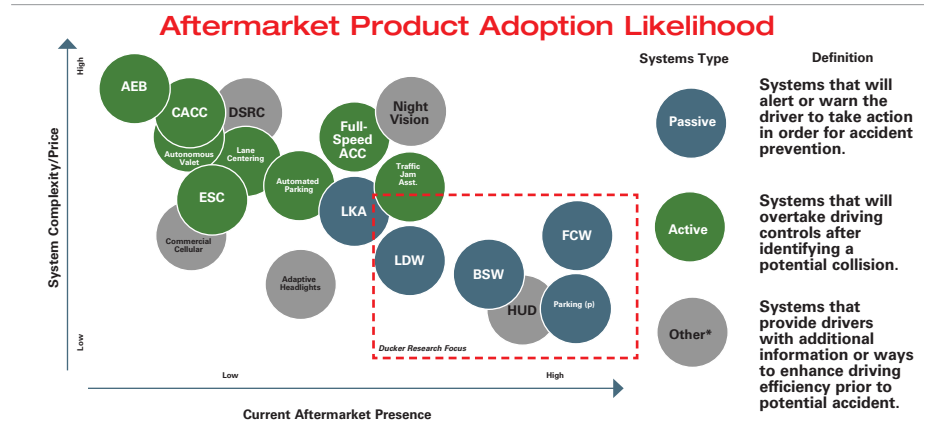 Aftermarket Product Adoption Likelihood
System Complexity/Price
High
Low
AEB
CACC
DSRC
Autonomous
Valet
Lane
Centering
ESC
Commercial
Cellular
Automated
Parking
Adaptive
Headlights
Full-
Speed
ACC
Night
Vision
Traffic
Jam
Asst.
LKA
LDW
BSW
FCW
HUD
Parking (p)
Ducker Research Focus
Low
High
Current Aftermarket Presence
Systems Type
Definition
Passive
Systems that will
alert or warn the
driver to take action
in order for accident
prevention.
Active
Systems that will
overtake driving
controls after
identifying a
potential collision.
Other*
Systems that
provide drivers
with additional
information or ways
to enhance driving
efficiency prior to
potential accident.